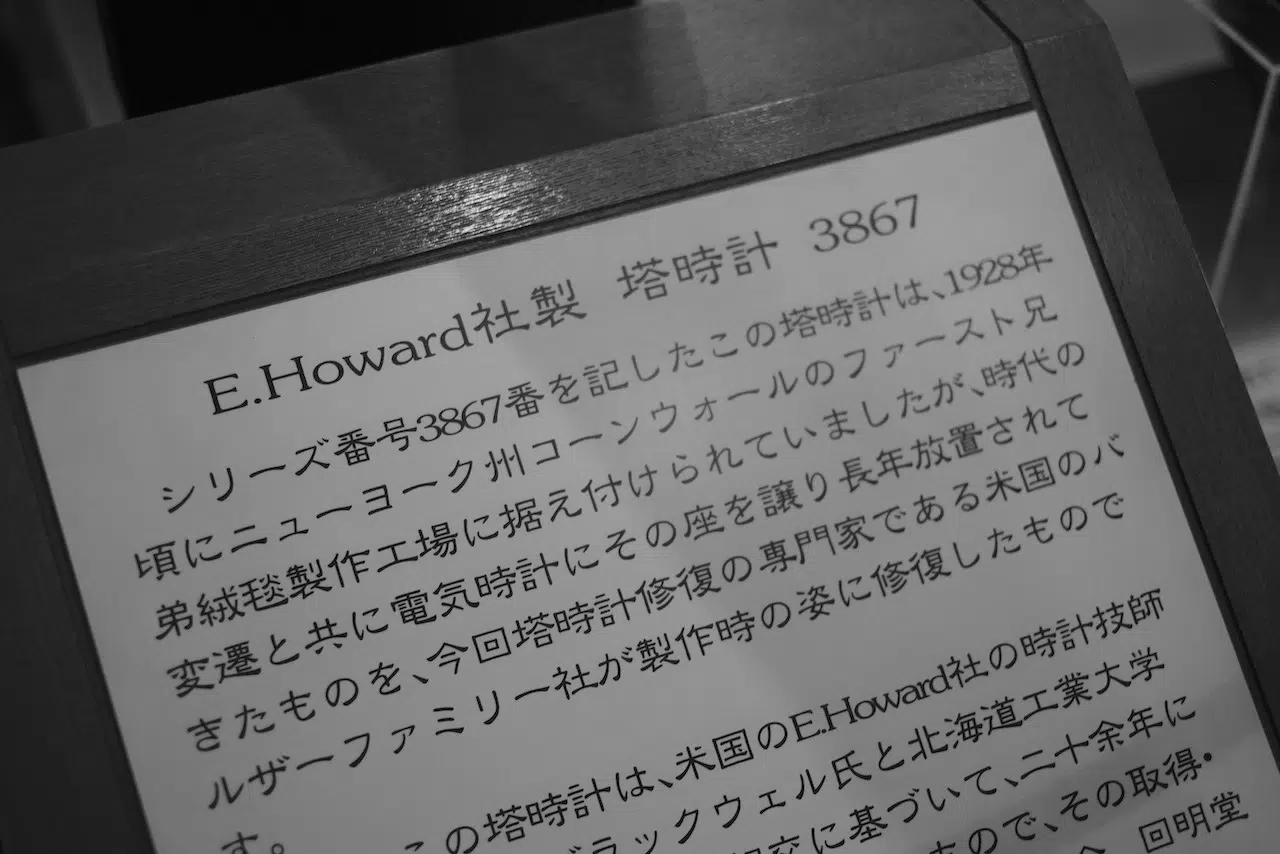 E.Howard社製 塔時計 3867
シリーズ番号3867番を記したこの塔時計は、1928年
頃にニューヨーク州コーンウォールのファースト兄
弟絨毯製作工場に据え付けられていましたが、時代の
変遷と共に電気時計にその座を譲り長年放置されて
きたものを、今回塔時計修復の専門家である米国のバ
ルザーファミリー社が製作時の姿に修復したもので
す。
この塔時計は、米国のE.Howard社の時計技師
ブラックウェル氏と北海道工業大学
に基づいて、二十余年に
もので、その取得・
回明堂